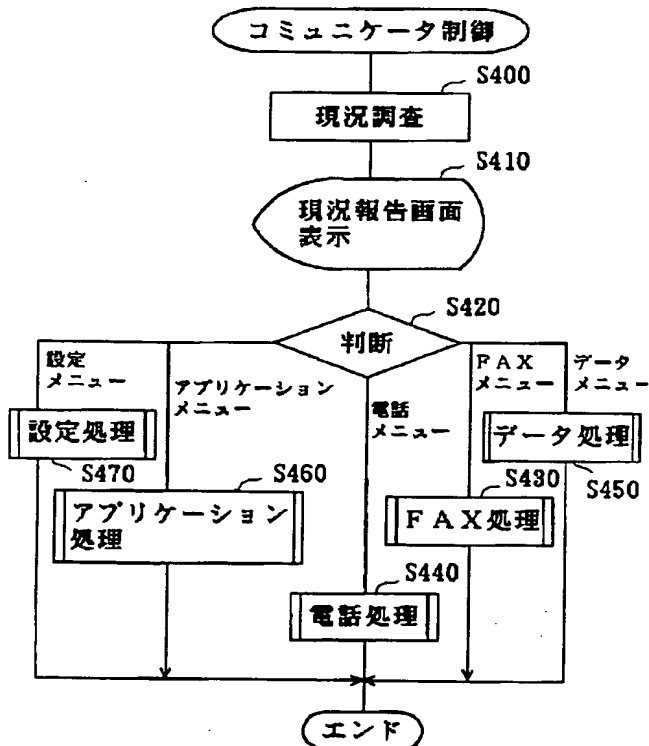 コミュニケータ制御
S400
現況調査
S410
現況報告画面
表示
S420
判断
設定
メニュー
アプリケーション
メニュー
電話
メニュー
FAX
メニュー
データ
メニュー
設定処理
S470
データ処理
S450
S460
アプリケーション
処理
S430
FAX処理
S440
電話処理
エンド